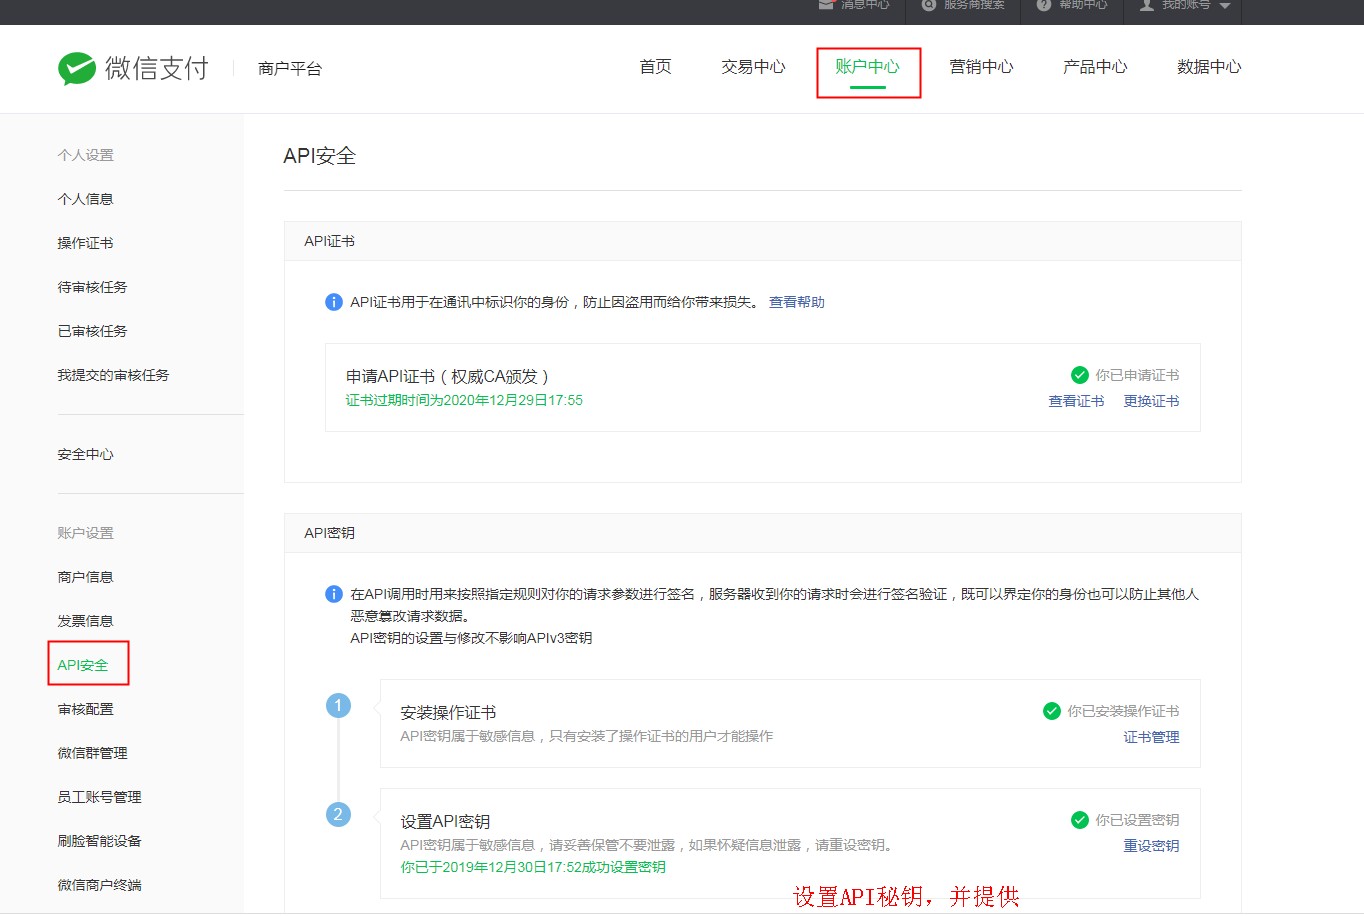 消息中心 服务商搜索 帮助中心 我的账号
微信支付 商户平台 首页 交易中心 账户中心 营销中心 产品中心 数据中心
个人设置
个人信息
操作证书
待审核任务
已审核任务
我提交的审核任务
安全中心
账户设置
商户信息
发票信息
API安全
审核配置
微信群管理
员工账号管理
刷脸智能设备
微信商户终端
API安全
API证书
API证书用于在通讯中标识你的身份，防止因盗用而给你带来损失。 查看帮助
申请API证书（权威CA颁发） 你已申请证书
证书过期时间为2020年12月29日17:55 查看证书 更换证书
API密钥
在API调用时用来按照指定规则对你的请求参数进行签名，服务器收到你的请求时会进行签名验证，既可以界定你的身份也可以防止其他人
恶意篡改请求数据。
API密钥的设置与修改不影响APIv3密钥
1 安装操作证书 你已安装操作证书
API密钥属于敏感信息，只有安装了操作证书的用户才能操作 证书管理
2 设置API密钥 你已设置密钥
API密钥属于敏感信息，请妥善保管不要泄露，如果怀疑信息泄露，请重设密钥。 重设密钥
你已于2019年12月30日17:52成功设置密钥
设置API秘钥，并提供